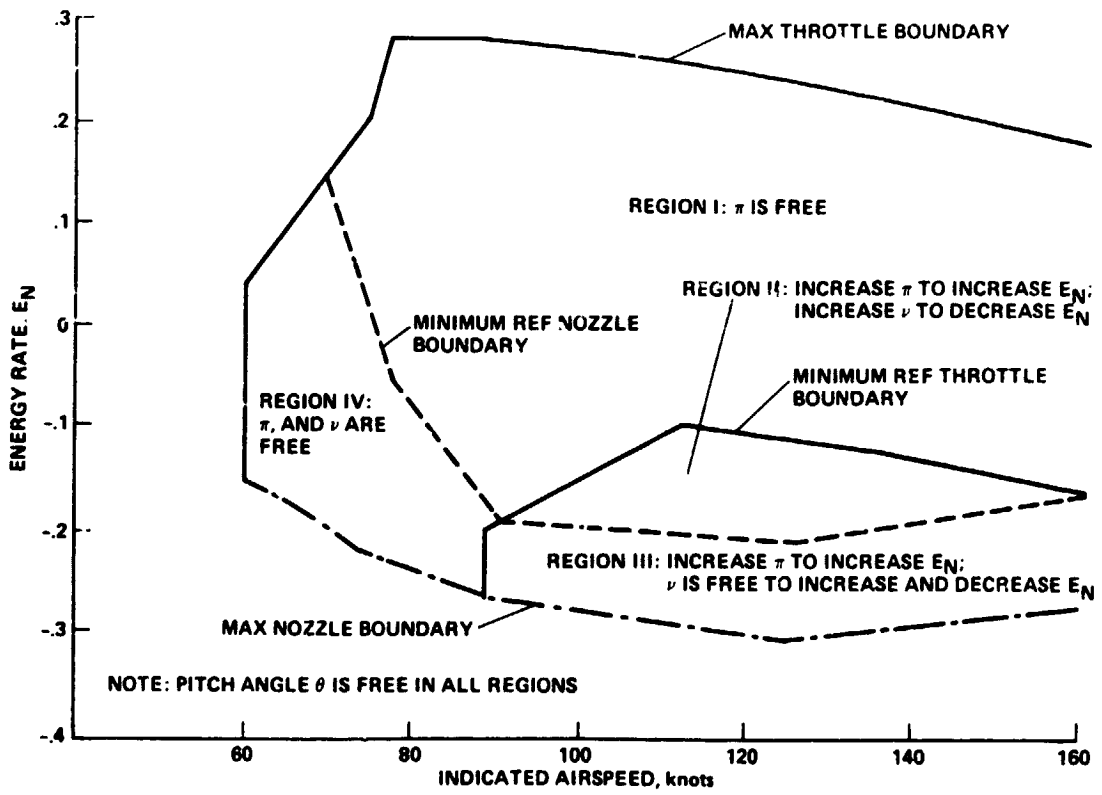 .3
MAX THROTTLE BOUNDARY
.2
REGION I: π IS FREE
.1
REGION II: INCREASE π TO INCREASE E_N;
INCREASE ν TO DECREASE E_N
0
MINIMUM REF NOZZLE
BOUNDARY
MINIMUM REF THROTTLE
BOUNDARY
ENERGY RATE. E_N
REGION IV:
π, AND ν ARE
FREE
-.1
-.2
REGION III: INCREASE π TO INCREASE E_N;
ν IS FREE TO INCREASE AND DECREASE E_N
MAX NOZZLE BOUNDARY
-.3
NOTE: PITCH ANGLE θ IS FREE IN ALL REGIONS
-.4
60 80 100 120 140 160
INDICATED AIRSPEED, knots